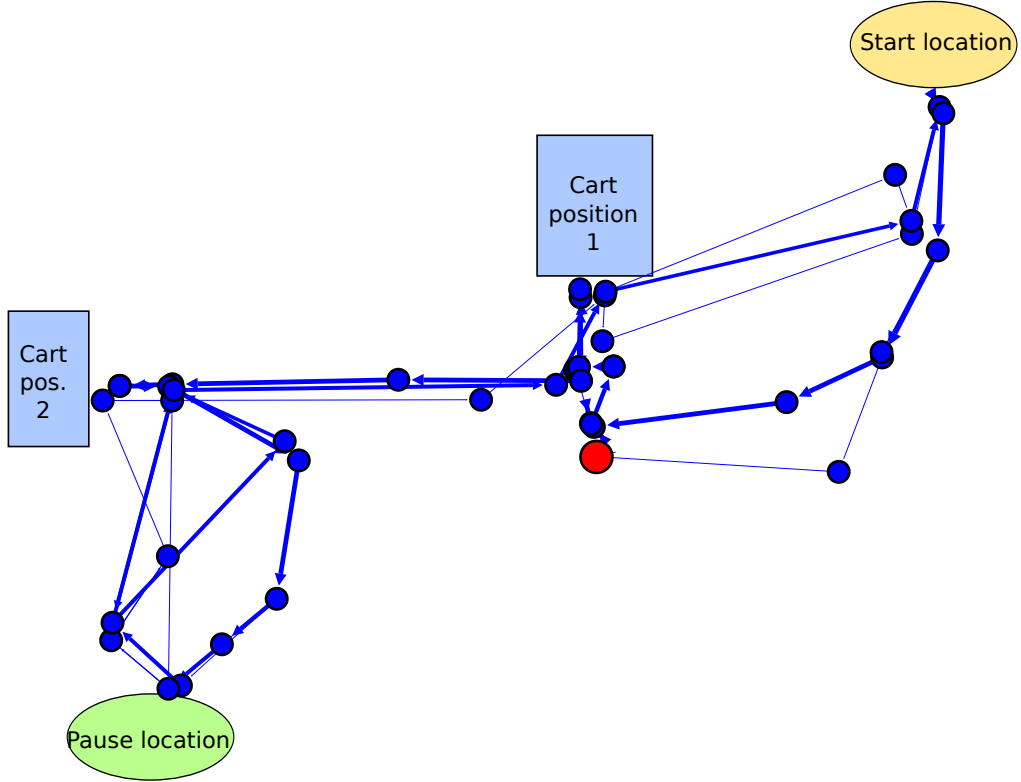 Start location
Cart
position
1
Cart
pos.
2
Pause location